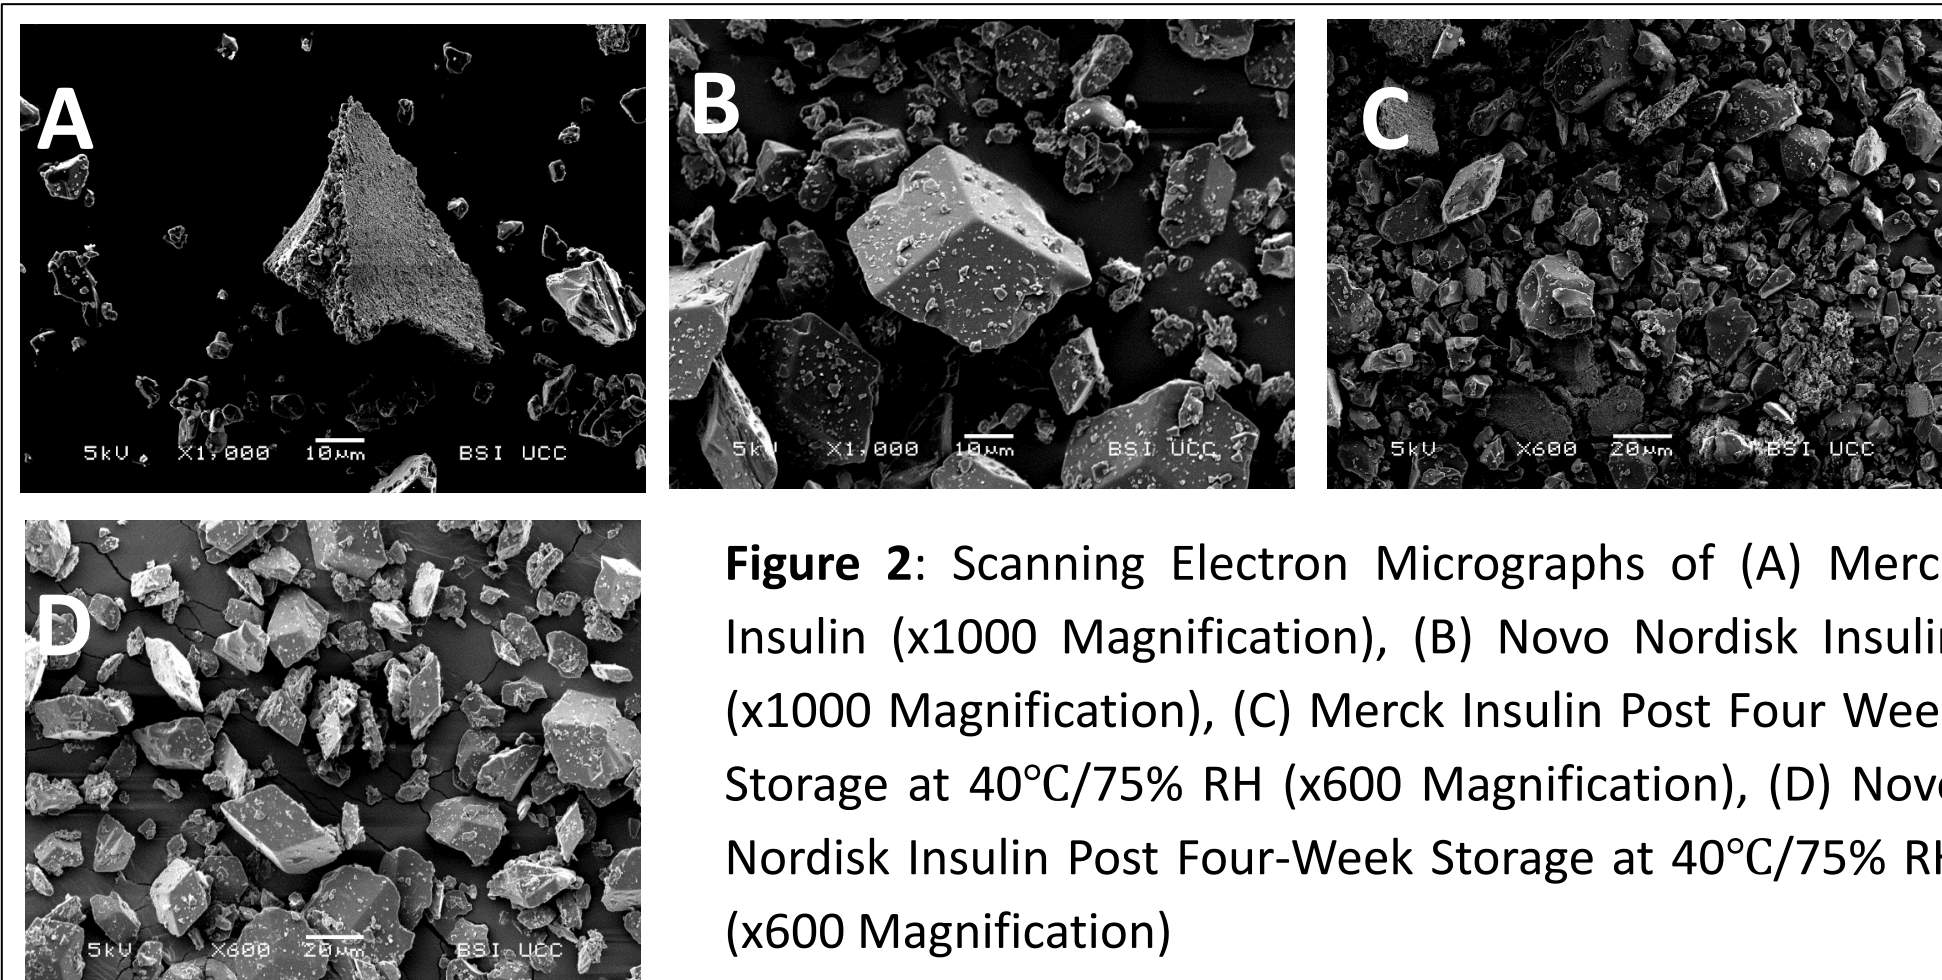 A
5kV X1,000 10μm BSI UCC
B
5kV X1,000 10μm BSI UCC
C
5kV X600 20μm BSI UCC
D
5kV X600 20μm BSI UCC
Figure 2: Scanning Electron Micrographs of (A) Merc
Insulin (x1000 Magnification), (B) Novo Nordisk Insulin
(x1000 Magnification), (C) Merck Insulin Post Four Wee
Storage at 40℃/75% RH (x600 Magnification), (D) Novo
Nordisk Insulin Post Four-Week Storage at 40℃/75% RH
(x600 Magnification)